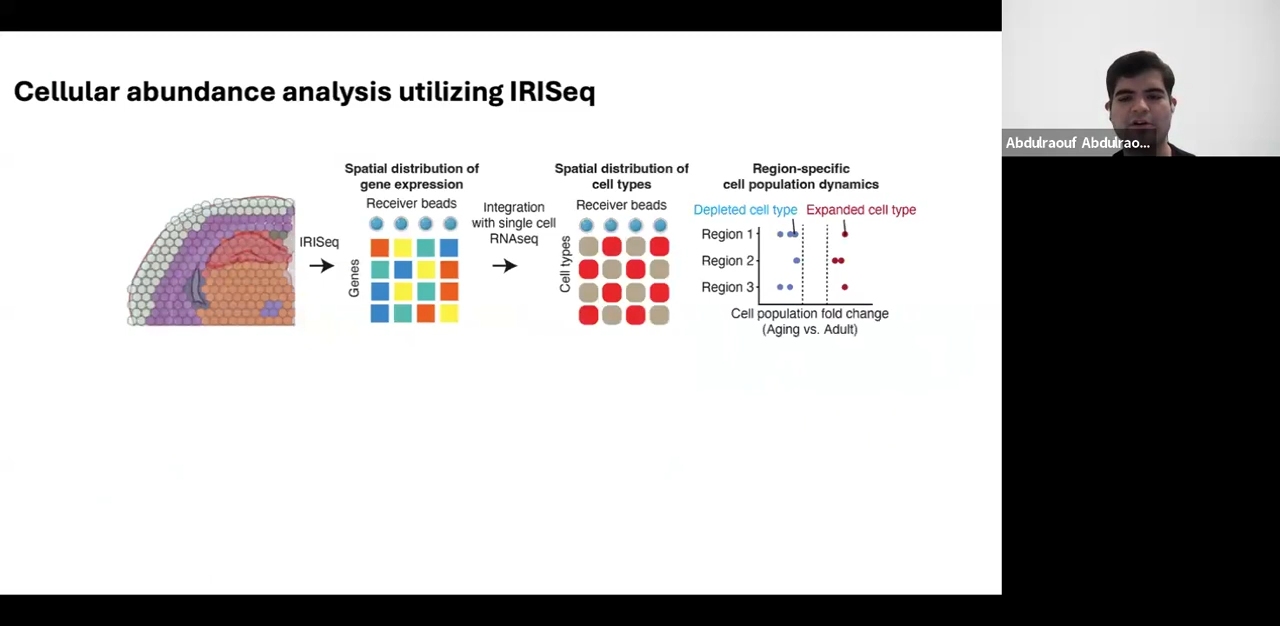 Cellular abundance analysis utilizing IRISeq
IRISeq
Spatial distribution of
gene expression
Receiver beads
Genes
Integration
with single cell
RNAseq
Spatial distribution of
cell types
Receiver beads
Cell types
Region-specific
cell population dynamics
Depleted cell type
Expanded cell type
Region 1
Region 2
Region 3
Cell population fold change
(Aging vs. Adult)
Abdulraouf Abdulrao...